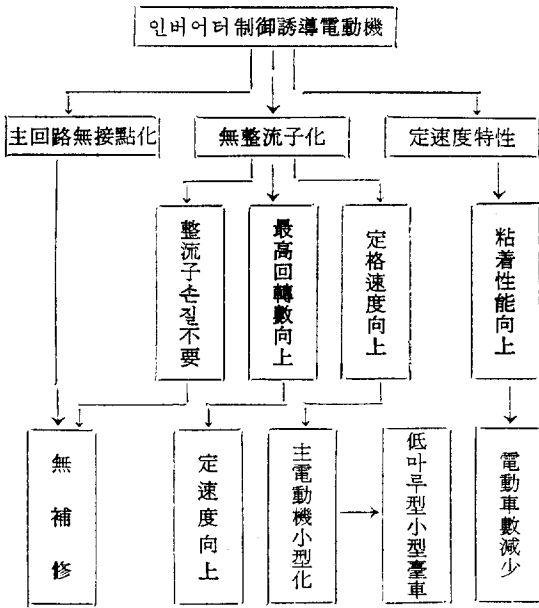 인버어터制御誘導電動機
主回路無接點化
無整流子化
定速度特性
整流子손질不要
最高回轉數向上
定格速度向上
粘着性能向上
無補修
定速度向上
主電動機小型化
低마루型小型臺車
電動車數減少